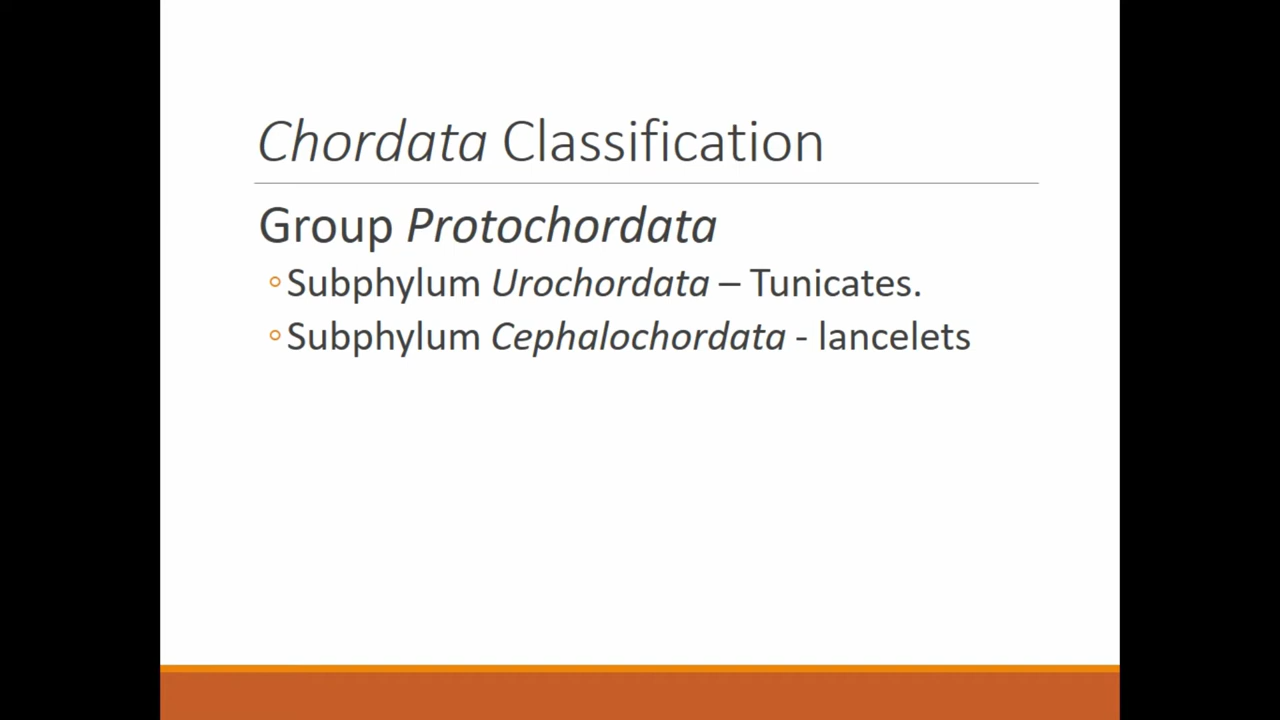 Chordata Classification
Group Protochordata
◦Subphylum Urochordata – Tunicates.
◦Subphylum Cephalochordata - lancelets